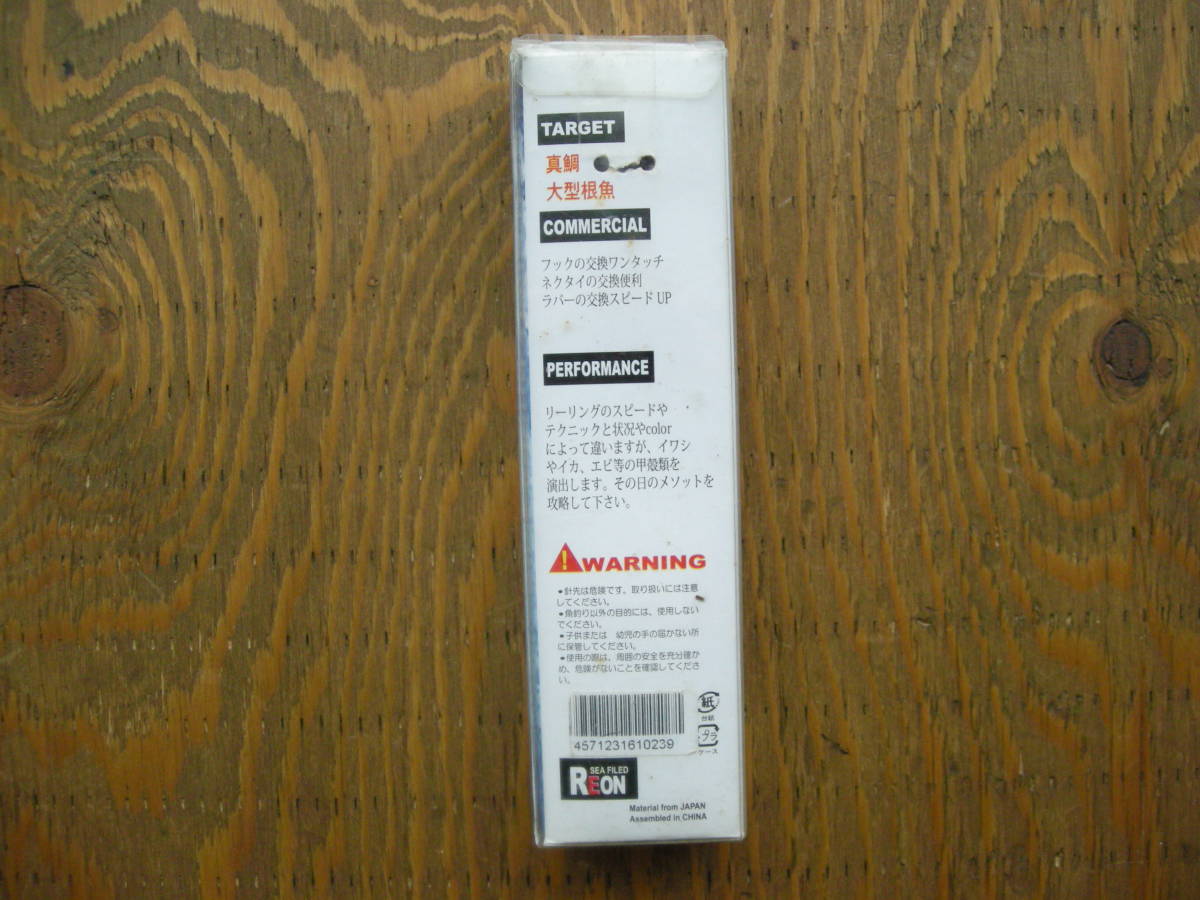 TARGET
真鯛
大型根魚
COMMERCIAL
フックの交換ワンタッチ
ネクタイの交換便利
ラバーの交換スピード UP
PERFORMANCE
リーリングのスピードや
テクニックと状況やcolor
によって違いますが、イワシ
やイカ、エビ等の甲殻類を
演出します。その日のメソットを
攻略して下さい。
WARNING
•針先は危険です。取り扱いには注意
してください。
•魚釣り以外の目的には、使用しない
でください。
•子供または 幼児の手の届かない所
に保管してください。
•使用の際は、周囲の安全を充分確か
め、危険がないことを確認してくださ
い。
紙
台紙
プラ
ケース
4571231610239
SEA FILED
REON
Material from JAPAN
Assembled in CHINA